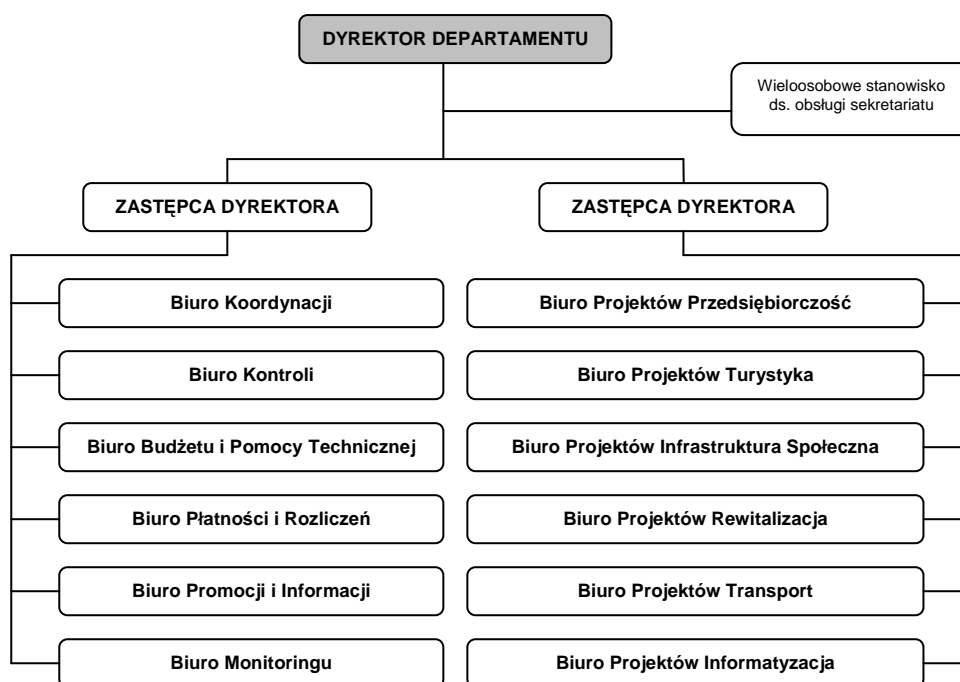 DYREKTOR DEPARTAMENTU
Wieloosobowe stanowisko
ds. obsługi sekretariatu
ZASTĘPCA DYREKTORA
ZASTĘPCA DYREKTORA
Biuro Koordynacji
Biuro Projektów Przedsiębiorczość
Biuro Kontroli
Biuro Projektów Turystyka
Biuro Budżetu i Pomocy Technicznej
Biuro Projektów Infrastruktura Społeczna
Biuro Płatności i Rozliczeń
Biuro Projektów Rewitalizacja
Biuro Promocji i Informacji
Biuro Projektów Transport
Biuro Monitoringu
Biuro Projektów Informatyzacja